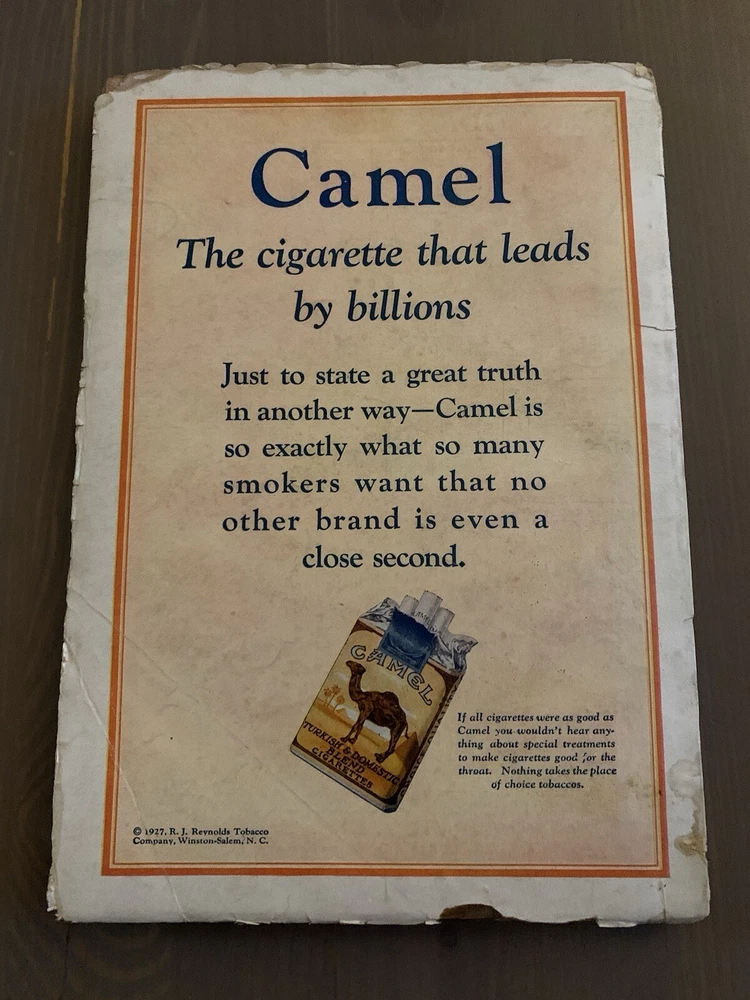 Camel
The cigarette that leads
by billions
Just to state a great truth
in another way—Camel is
so exactly what so many
smokers want that no
other brand is even a
close second.
CAMEL
CAMEL
TURKISH & DOMESTIC
BLEND
CIGARETTES
If all cigarettes were as good as
Camel you wouldn't hear any-
thing about special treatments
to make cigarettes good for the
throat. Nothing takes the place
of choice tobaccos.
© 1927, R. J. Reynolds Tobacco
Company, Winston-Salem, N. C.